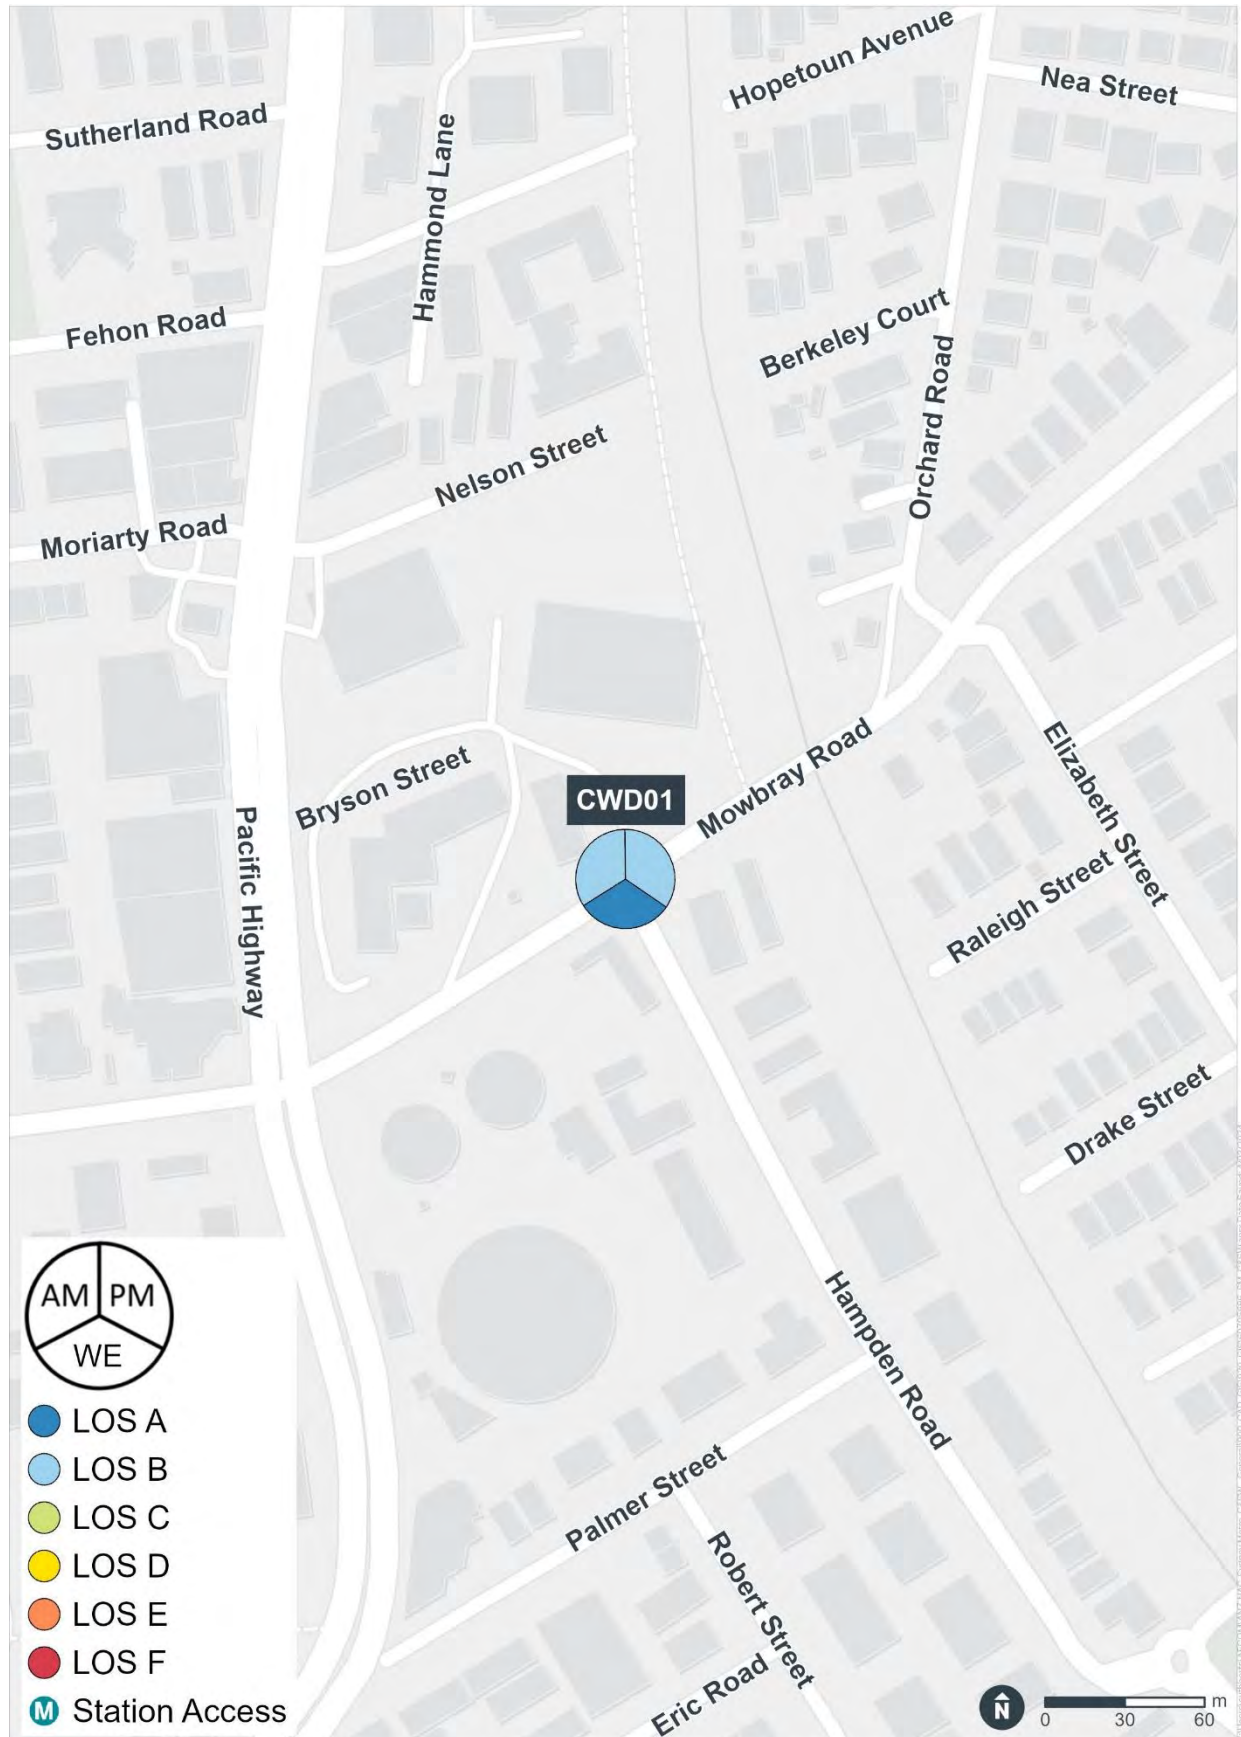 Hopetoun Avenue
Nea Street
Sutherland Road
Hammond Lane
Fehon Road
Berkeley Court
Orchard Road
Nelson Street
Moriarty Road
Bryson Street
CWD01
Mowbray Road
Elizabeth Street
Pacific Highway
Raleigh Street
Drake Street
Hampden Road
Palmer Street
Robert Street
Eric Road
AM PM
WE
LOS A
LOS B
LOS C
LOS D
LOS E
LOS F
M Station Access
N
m
0 30 60